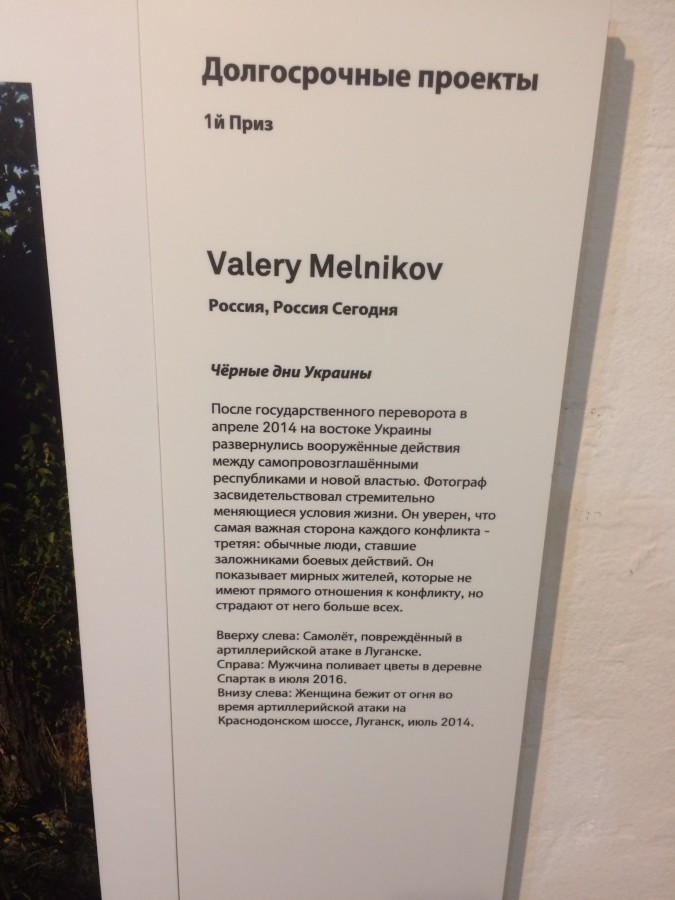 Долгосрочные проекты
1й Приз
Valery Melnikov
Россия, Россия Сегодня
Чёрные дни Украины
После государственного переворота в
апреле 2014 на востоке Украины
развернулись вооружённые действия
между самопровозглашёнными
республиками и новой властью. Фотограф
засвидетельствовал стремительно
меняющиеся условия жизни. Он уверен, что
самая важная сторона каждого конфликта -
третяя: обычные люди, ставшие
заложниками боевых действий. Он
показывает мирных жителей, которые не
имеют прямого отношения к конфликту, но
страдают от него больше всех.
Вверху слева: Самолёт, повреждённый в
артиллерийской атаке в Луганске.
Справа: Мужчина поливает цветы в деревне
Спартак в июля 2016.
Внизу слева: Женщина бежит от огня во
время артиллерийской атаки на
Краснодонском шоссе, Луганск, июль 2014.